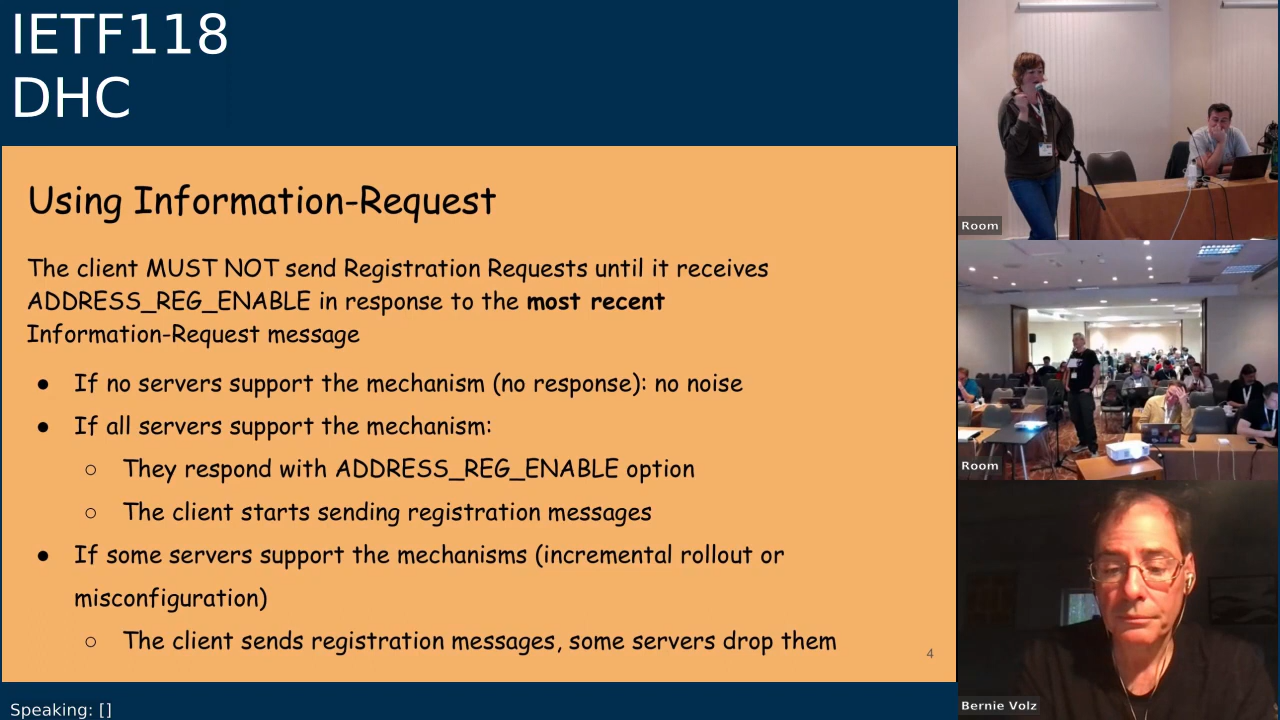 IETF118
DHC
Using Information-Request
The client MUST NOT send Registration Requests until it receives
ADDRESS_REG_ENABLE in response to the most recent
Information-Request message
● If no servers support the mechanism (no response): no noise
● If all servers support the mechanism:
○ They respond with ADDRESS_REG_ENABLE option
○ The client starts sending registration messages
● If some servers support the mechanisms (incremental rollout or
misconfiguration)
○ The client sends registration messages, some servers drop them
4
Speaking: []
Room
Room
Bernie Volz